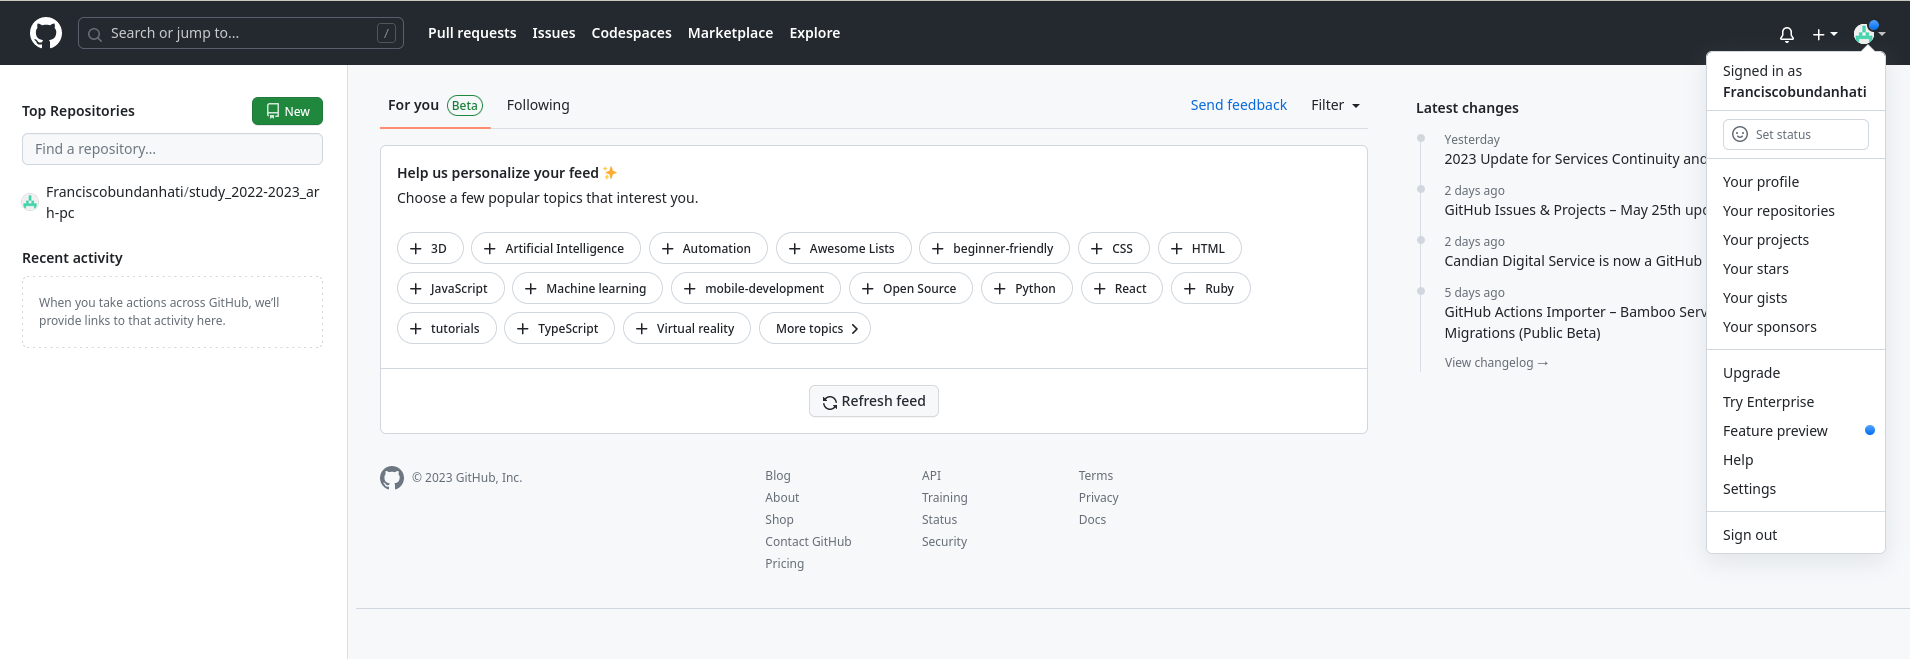 Search or jump to... /
Pull requests
Issues
Codespaces
Marketplace
Explore
Top Repositories
New
Find a repository...
Franciscobundanhati/study_2022-2023_ar
h-pc
Recent activity
When you take actions across GitHub, we'll
provide links to that activity here.
For you Beta
Following
Send feedback
Filter
Help us personalize your feed ✨
Choose a few popular topics that interest you.
3D
Artificial Intelligence
Automation
Awesome Lists
beginner-friendly
CSS
HTML
JavaScript
Machine learning
mobile-development
Open Source
Python
React
Ruby
tutorials
TypeScript
Virtual reality
More topics
Refresh feed
© 2023 GitHub, Inc.
Blog
About
Shop
Contact GitHub
Pricing
API
Training
Status
Security
Terms
Privacy
Docs
Latest changes
Yesterday
2023 Update for Services Continuity and
2 days ago
GitHub Issues & Projects – May 25th
2 days ago
Candian Digital Service is now a GitHub
5 days ago
GitHub Actions Importer – Bamboo
Migrations (Public Beta)
View changelog →
Signed in as
Franciscobundanhati
Set status
Your profile
Your repositories
Your projects
Your stars
Your gists
Your sponsors
Upgrade
Try Enterprise
Feature preview
Help
Settings
Sign out